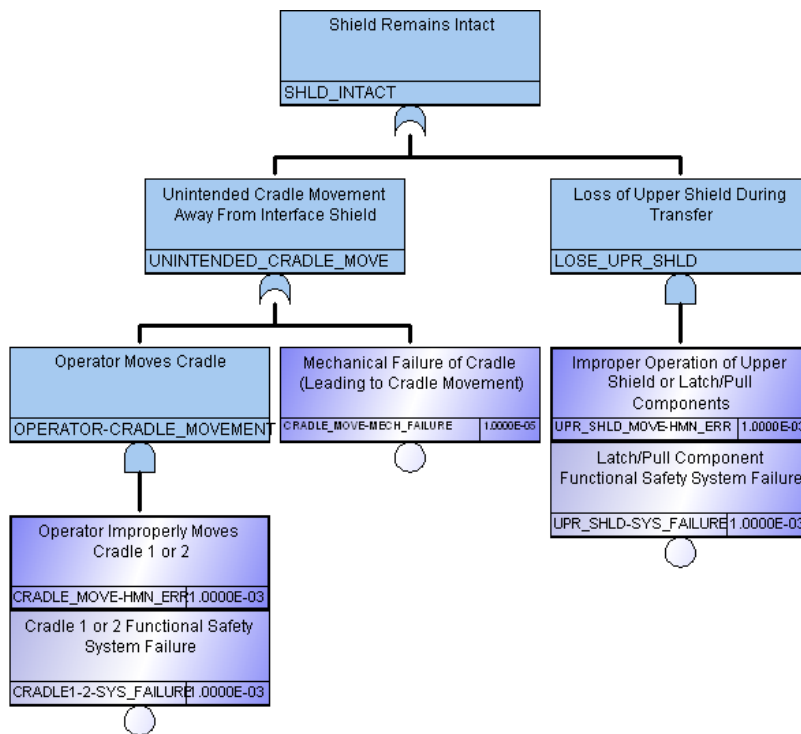 Shield Remains Intact
SHLD_INTACT
Unintended Cradle Movement
Away From Interface Shield
UNINTENDED_CRADLE_MOVE
Loss of Upper Shield During
Transfer
LOSE_UPR_SHLD
Operator Moves Cradle
OPERATOR-CRADLE_MOVEMENT
Mechanical Failure of Cradle
(Leading to Cradle Movement)
CRADLE_MOVE-MECH_FAILURE 1.0000E-05
Improper Operation of Upper
Shield or Latch/Pull
Components
UPR_SHLD_MOVE-HMN_ERR 1.0000E-03
Latch/Pull Component
Functional Safety System Failure
UPR_SHLD-SYS_FAILURE 1.0000E-03
Operator Improperly Moves
Cradle 1 or 2
CRADLE_MOVE-HMN_ERR 1.0000E-03
Cradle 1 or 2 Functional Safety
System Failure
CRADLE1-2-SYS_FAILURE 1.0000E-03